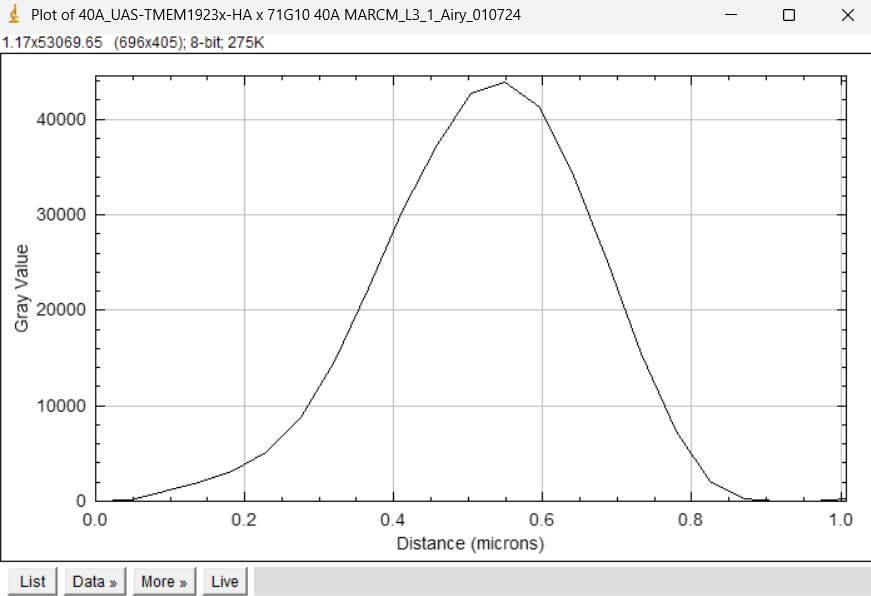 Plot of 40A_UAS-TMEM1923x-HA x 71G10 40A MARCM_L3_1_Airy_010724
1.17x53069.65 (696x405); 8-bit; 275K
40000
30000
20000
10000
0
Gray Value
0.0 0.2 0.4 0.6 0.8 1.0
Distance (microns)
List Data » More » Live